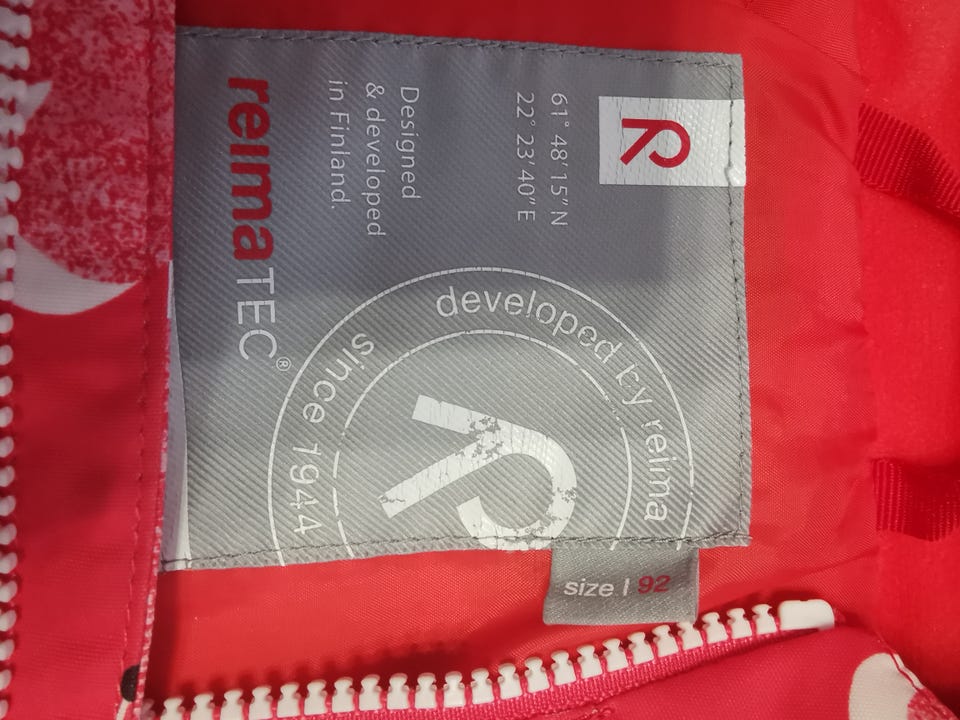 61° 48' 15" N
22° 23' 40" E
Designed
& developed
in Finland.
reimaTEC®
developed by reima
Since 1944
size | 92